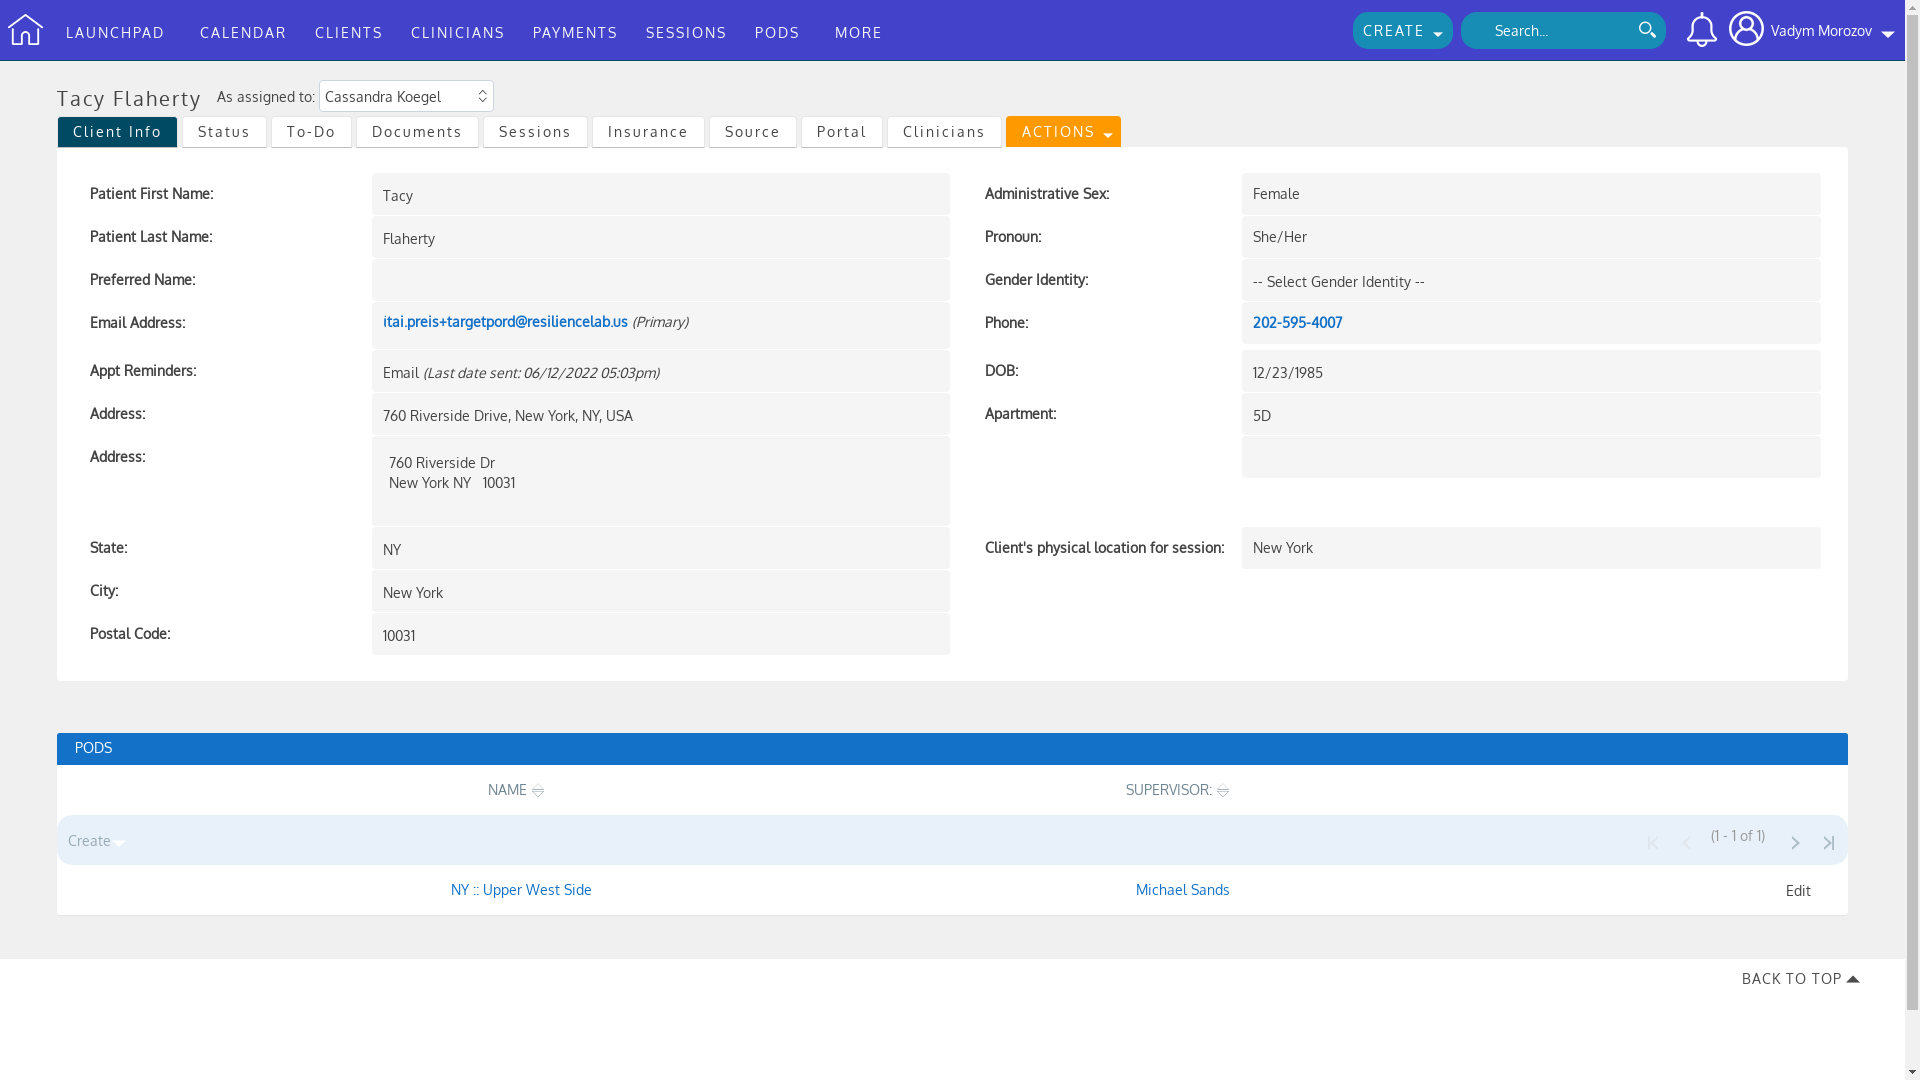 LAUNCHPAD CALENDAR CLIENTS CLINICIANS PAYMENTS SESSIONS PODS MORE CREATE Search... Vadym Morozov
Tacy Flaherty As assigned to: Cassandra Koegel
Client Info Status To-Do Documents Sessions Insurance Source Portal Clinicians ACTIONS
Patient First Name: Tacy Administrative Sex: Female
Patient Last Name: Flaherty Pronoun: She/Her
Preferred Name: Gender Identity: -- Select Gender Identity --
Email Address: itai.preis+targetpord@resiliencelab.us (Primary) Phone: 202-595-4007
Appt Reminders: Email (Last date sent: 06/12/2022 05:03pm) DOB: 12/23/1985
Address: 760 Riverside Drive, New York, NY, USA Apartment: 5D
Address: 760 Riverside Dr
New York NY 10031
State: NY Client's physical location for session: New York
City: New York
Postal Code: 10031
PODS
NAME SUPERVISOR:
Create (1 - 1 of 1)
NY :: Upper West Side Michael Sands Edit
BACK TO TOP